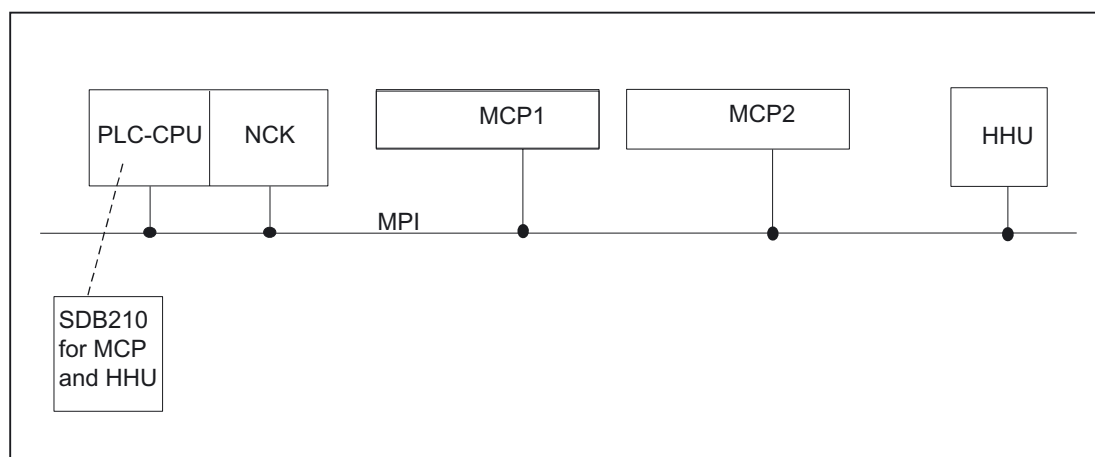 PLC-CPU
NCK
MCP1
MCP2
HHU
MPI
SDB210
for MCP
and HHU